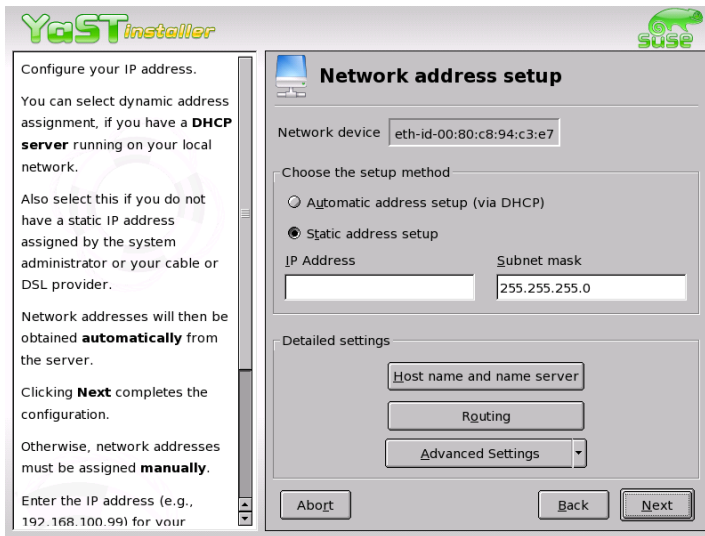 YaST installer
SUSE
Configure your IP address.
You can select dynamic address
assignment, if you have a DHCP
server running on your local
network.
Also select this if you do not
have a static IP address
assigned by the system
administrator or your cable or
DSL provider.
Network addresses will then be
obtained automatically from
the server.
Clicking Next completes the
configuration.
Otherwise, network addresses
must be assigned manually.
Enter the IP address (e.g.,
192.168.100.99) for your
Network address setup
Network device eth-id-00:80:c8:94:c3:e7
Choose the setup method
Automatic address setup (via DHCP)
Static address setup
IP Address Subnet mask
255.255.255.0
Detailed settings
Host name and name server
Routing
Advanced Settings
Abort Back Next